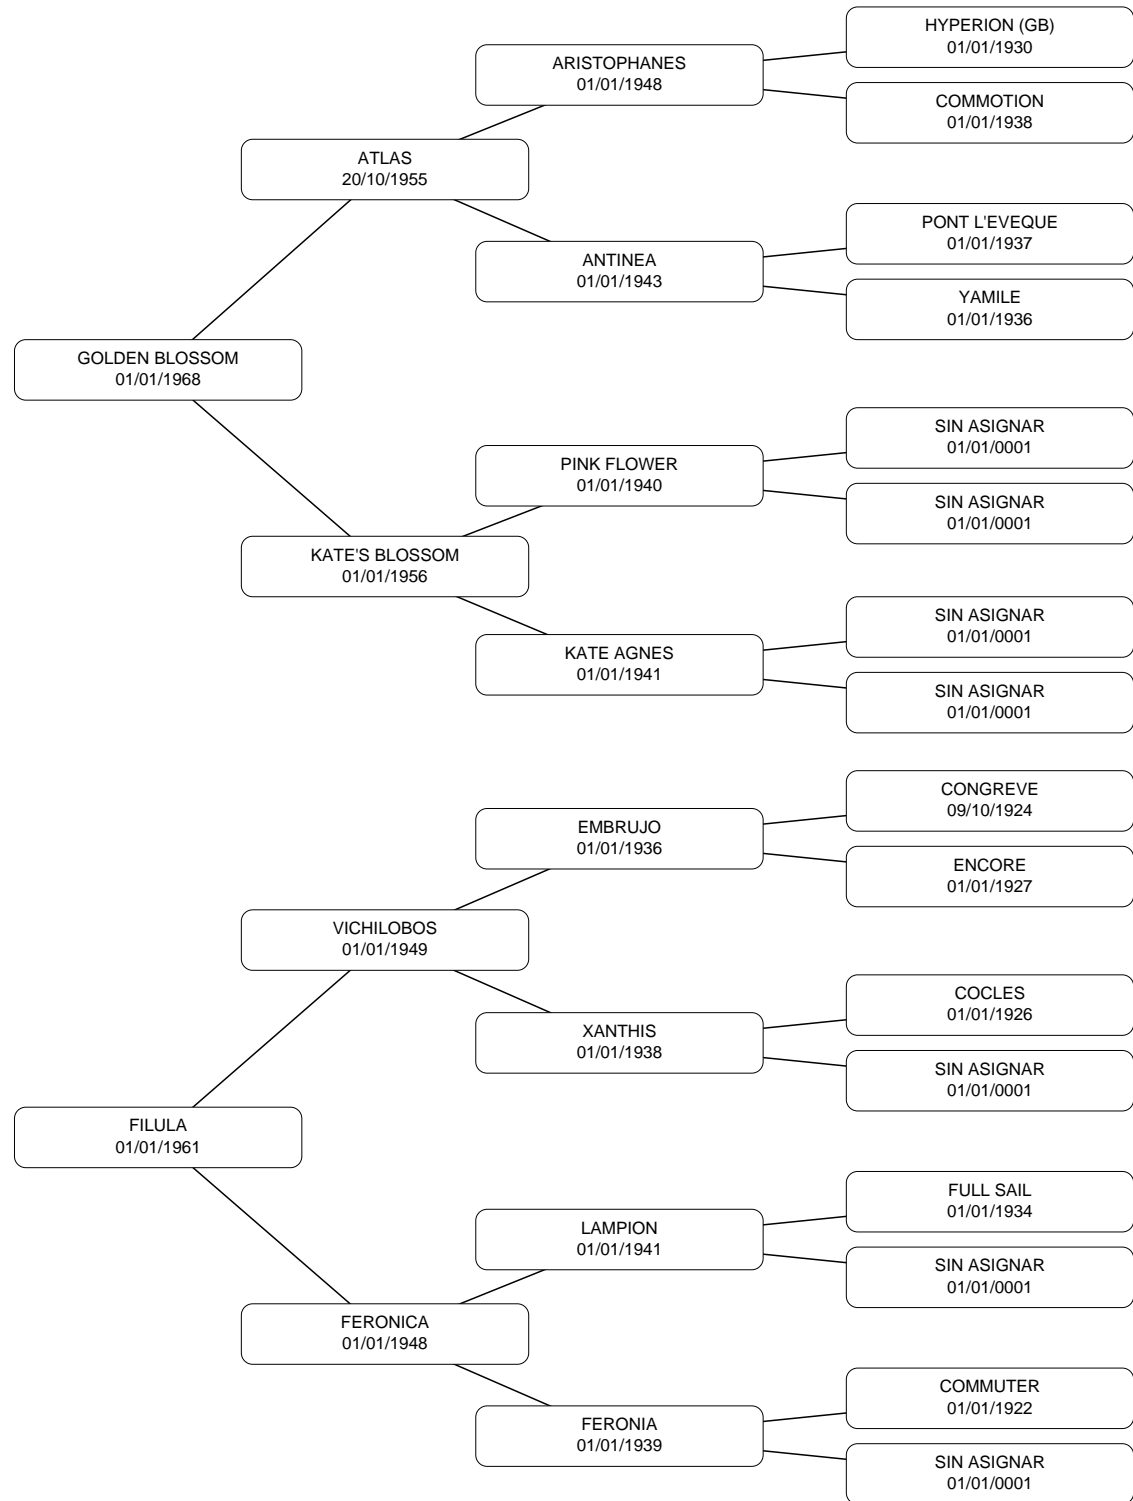 HYPERION (GB)
01/01/1930
ARISTOPHANES
01/01/1948
COMMOTION
01/01/1938
ATLAS
20/10/1955
PONT L'EVEQUE
01/01/1937
ANTINEA
01/01/1943
YAMILE
01/01/1936
GOLDEN BLOSSOM
01/01/1968
SIN ASIGNAR
01/01/0001
PINK FLOWER
01/01/1940
SIN ASIGNAR
01/01/0001
KATE'S BLOSSOM
01/01/1956
SIN ASIGNAR
01/01/0001
KATE AGNES
01/01/1941
SIN ASIGNAR
01/01/0001
CONGREVE
09/10/1924
EMBRUJO
01/01/1936
ENCORE
01/01/1927
VICHILOBOS
01/01/1949
COCLES
01/01/1926
XANTHIS
01/01/1938
SIN ASIGNAR
01/01/0001
FILULA
01/01/1961
FULL SAIL
01/01/1934
LAMPION
01/01/1941
SIN ASIGNAR
01/01/0001
FERONICA
01/01/1948
COMMUTER
01/01/1922
FERONIA
01/01/1939
SIN ASIGNAR
01/01/0001